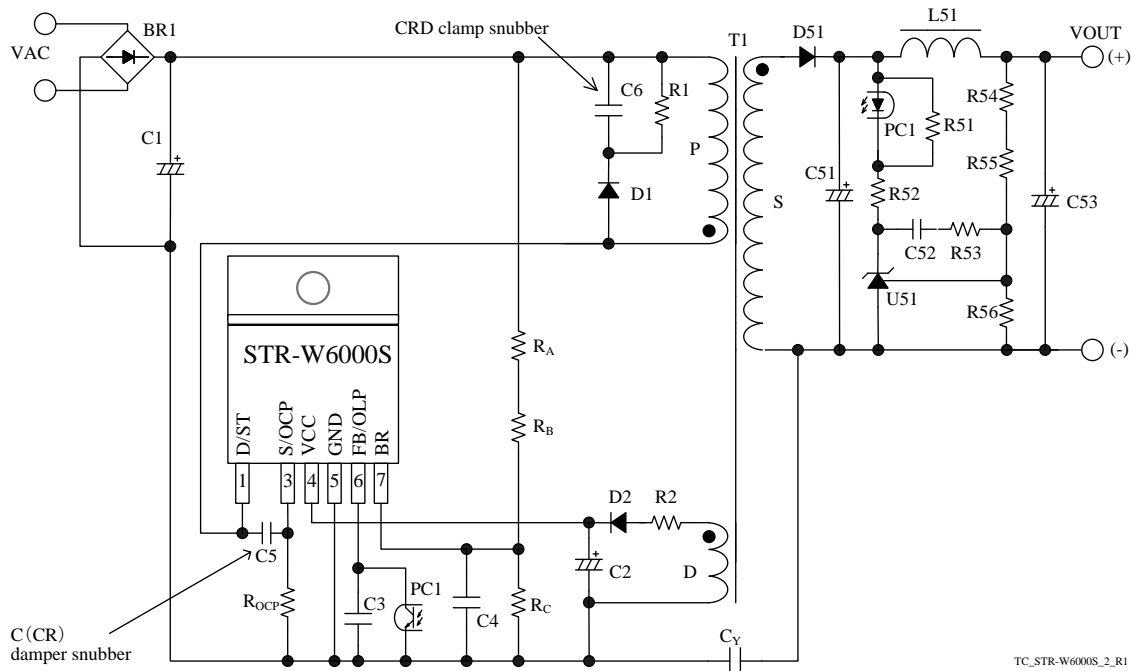 CRD clamp snubber
BR1
VAC
C1
C6
R1
P
D1
T1
S
D51
L51
VOUT
(+)
PC1
R51
R54
R55
C51
R52
C53
C52
R53
U51
R56
(-)
STR-W6000S
D/ST
S/OCP
VCC
GND
FB/OLP
BR
1
3
4
5
6
7
RA
RB
D2
R2
C5
C2
D
ROCP
C3
PC1
C4
RC
CY
C(CR)
damper snubber
TC_STR-W6000S_2_R1